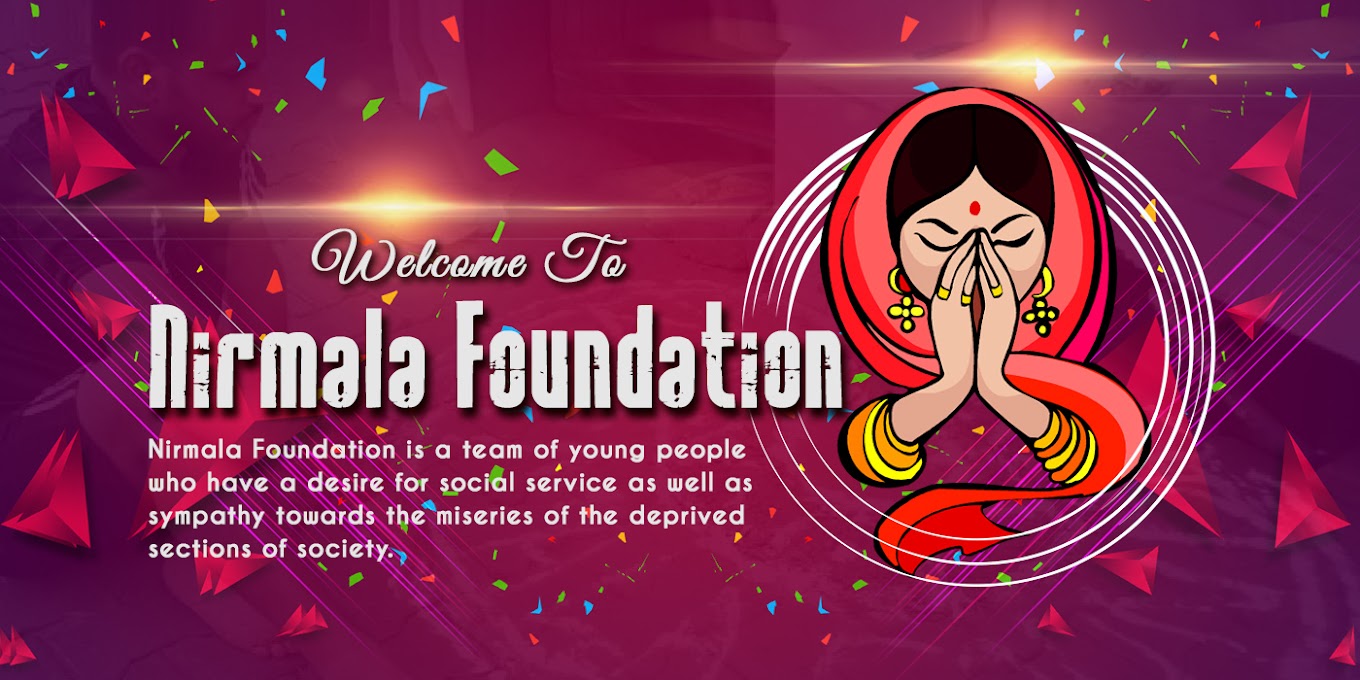 Welcome To
Nirmala Foundation
Nirmala Foundation is a team of young people
who have a desire for social service as well as
sympathy towards the miseries of the deprived
sections of society.